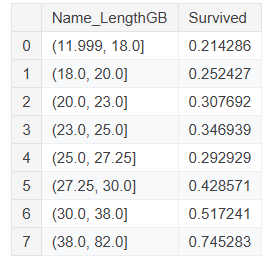 Name_LengthGB Survived
0 (11.999, 18.0] 0.214286
1 (18.0, 20.0] 0.252427
2 (20.0, 23.0] 0.307692
3 (23.0, 25.0] 0.346939
4 (25.0, 27.25] 0.292929
5 (27.25, 30.0] 0.428571
6 (30.0, 38.0] 0.517241
7 (38.0, 82.0] 0.745283